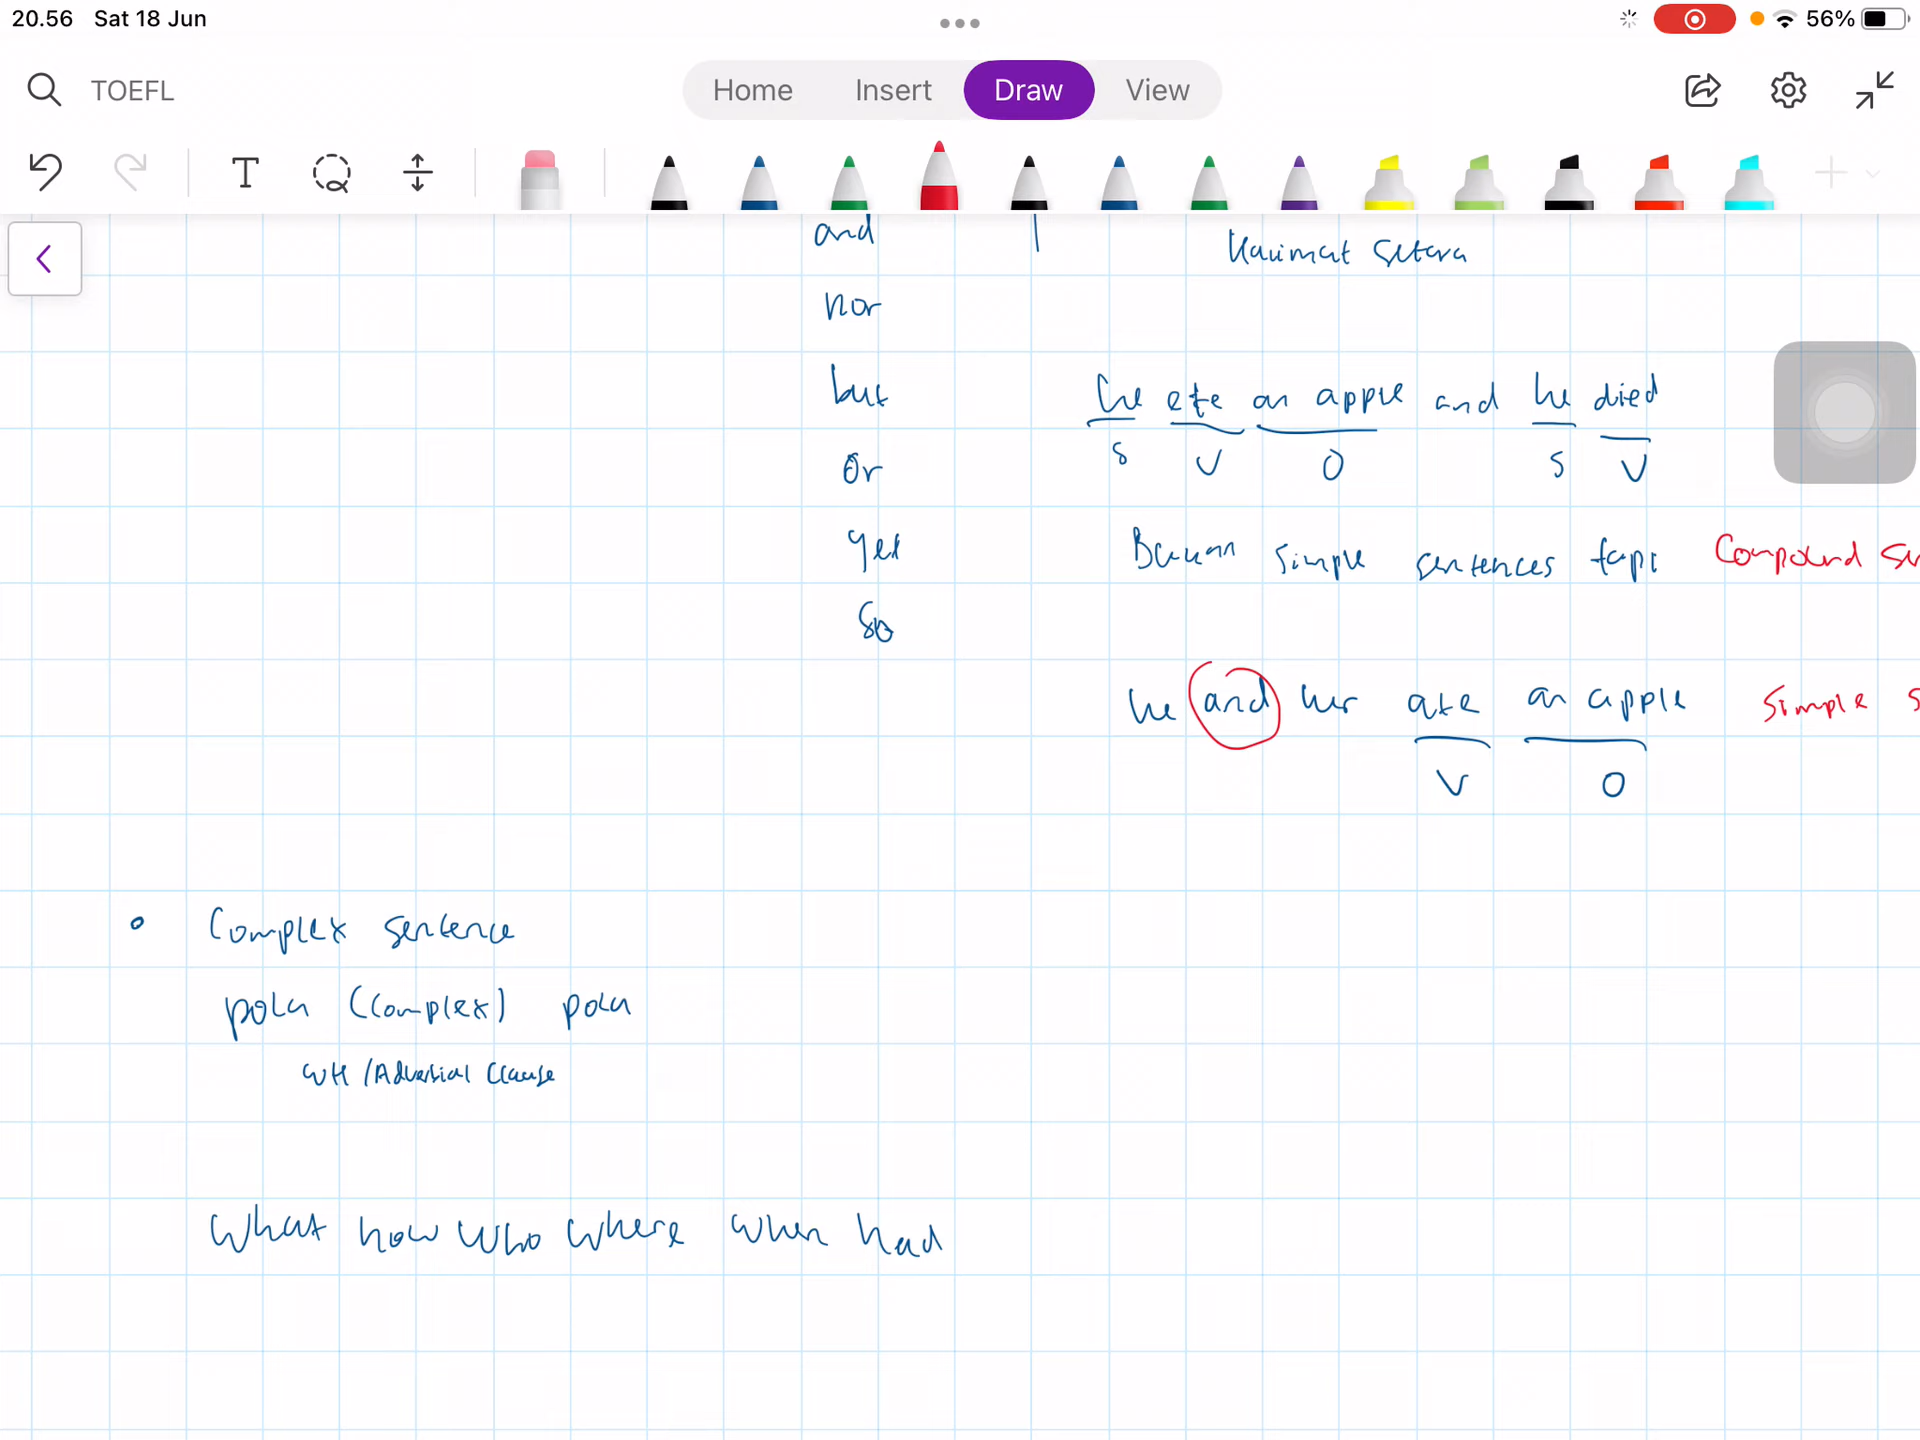 20.56 Sat 18 Jun 56%
TOEFL Home Insert Draw View
T
and
nor
but
or
yet
so
Kalimat Setara
he ate an apple and he died
S V O S V
Bukan simple sentences tapi Compound Se
he and her ate an apple Simple S
V O
Complex sentence
pola (complex) pola
WH / Adverbial Clause
What how who where when had